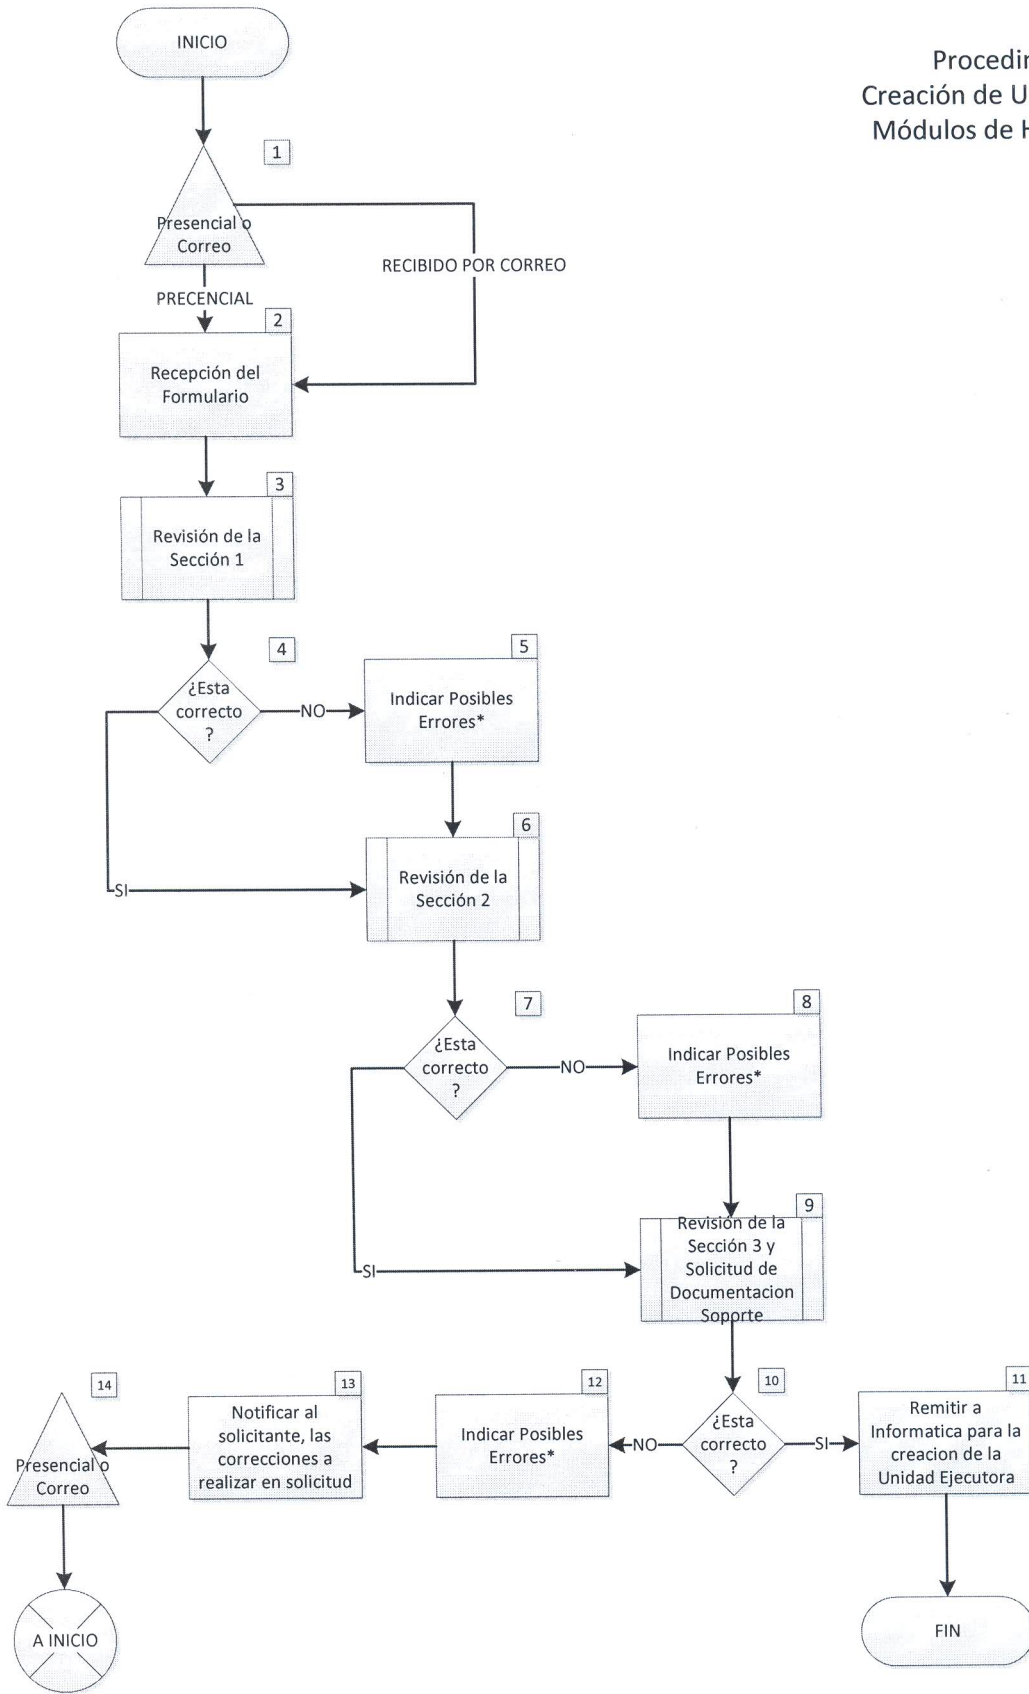 INICIO
Procedin
Creación de U
Módulos de H
1
Presencial o
Correo
RECIBIDO POR CORREO
PRECENCIAL
2
Recepción del
Formulario
3
Revisión de la
Sección 1
4
¿Esta
correcto
?
NO
5
Indicar Posibles
Errores*
SI
6
Revisión de la
Sección 2
7
¿Esta
correcto
?
NO
8
Indicar Posibles
Errores*
SI
9
Revisión de la
Sección 3 y
Solicitud de
Documentacion
Soporte
10
¿Esta
correcto
?
SI
11
Remitir a
Informatica para la
creacion de la
Unidad Ejecutora
FIN
NO
12
Indicar Posibles
Errores*
13
Notificar al
solicitante, las
correcciones a
realizar en solicitud
14
Presencial o
Correo
A INICIO